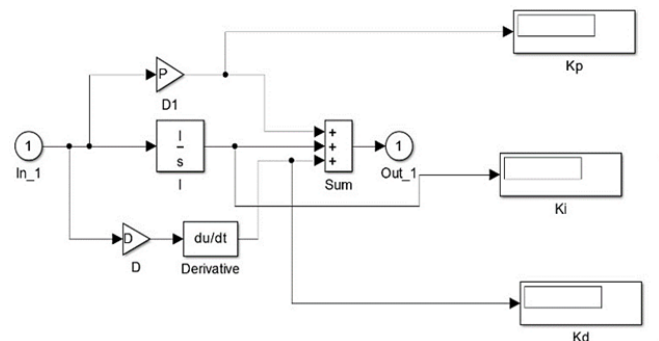 Kp
P
D1
1
In_1
I
s
I
+
+
+
Sum
1
Out_1
Ki
D
D
du/dt
Derivative
Kd